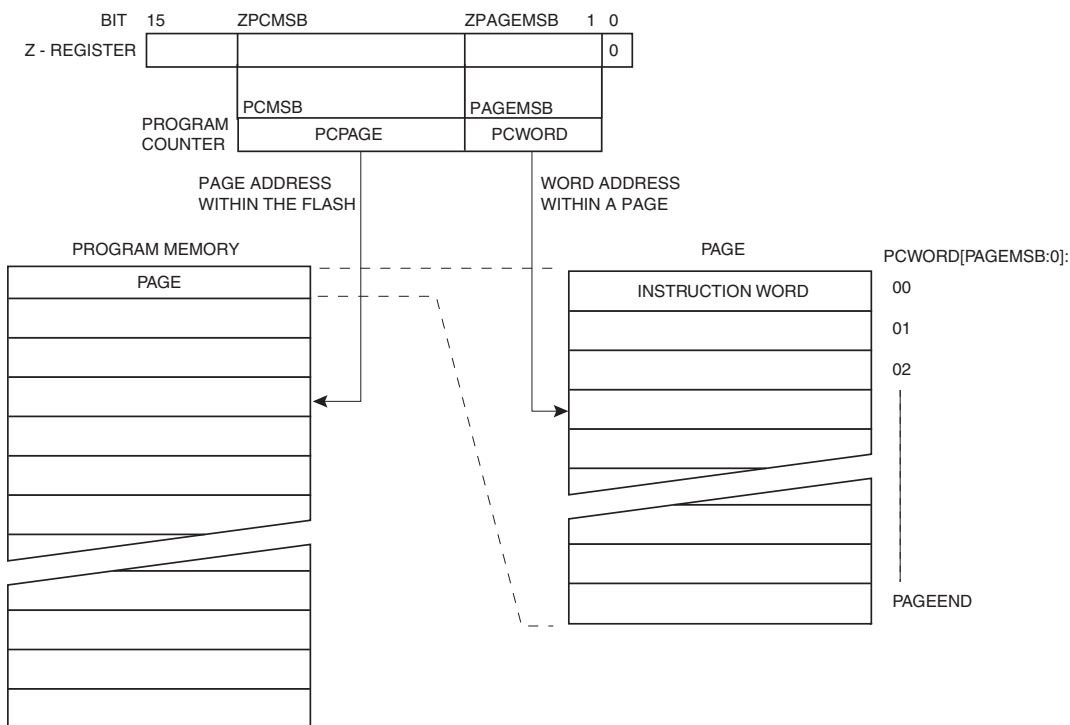 BIT 15 ZPCMSB ZPAGEMSB 1 0
Z - REGISTER 0
PCMSB PAGEMSB
PROGRAM
COUNTER
PCPAGE PCWORD
PAGE ADDRESS
WITHIN THE FLASH
WORD ADDRESS
WITHIN A PAGE
PROGRAM MEMORY
PAGE
PAGE
PCWORD[PAGEMSB:0]:
INSTRUCTION WORD
00
01
02
PAGEEND